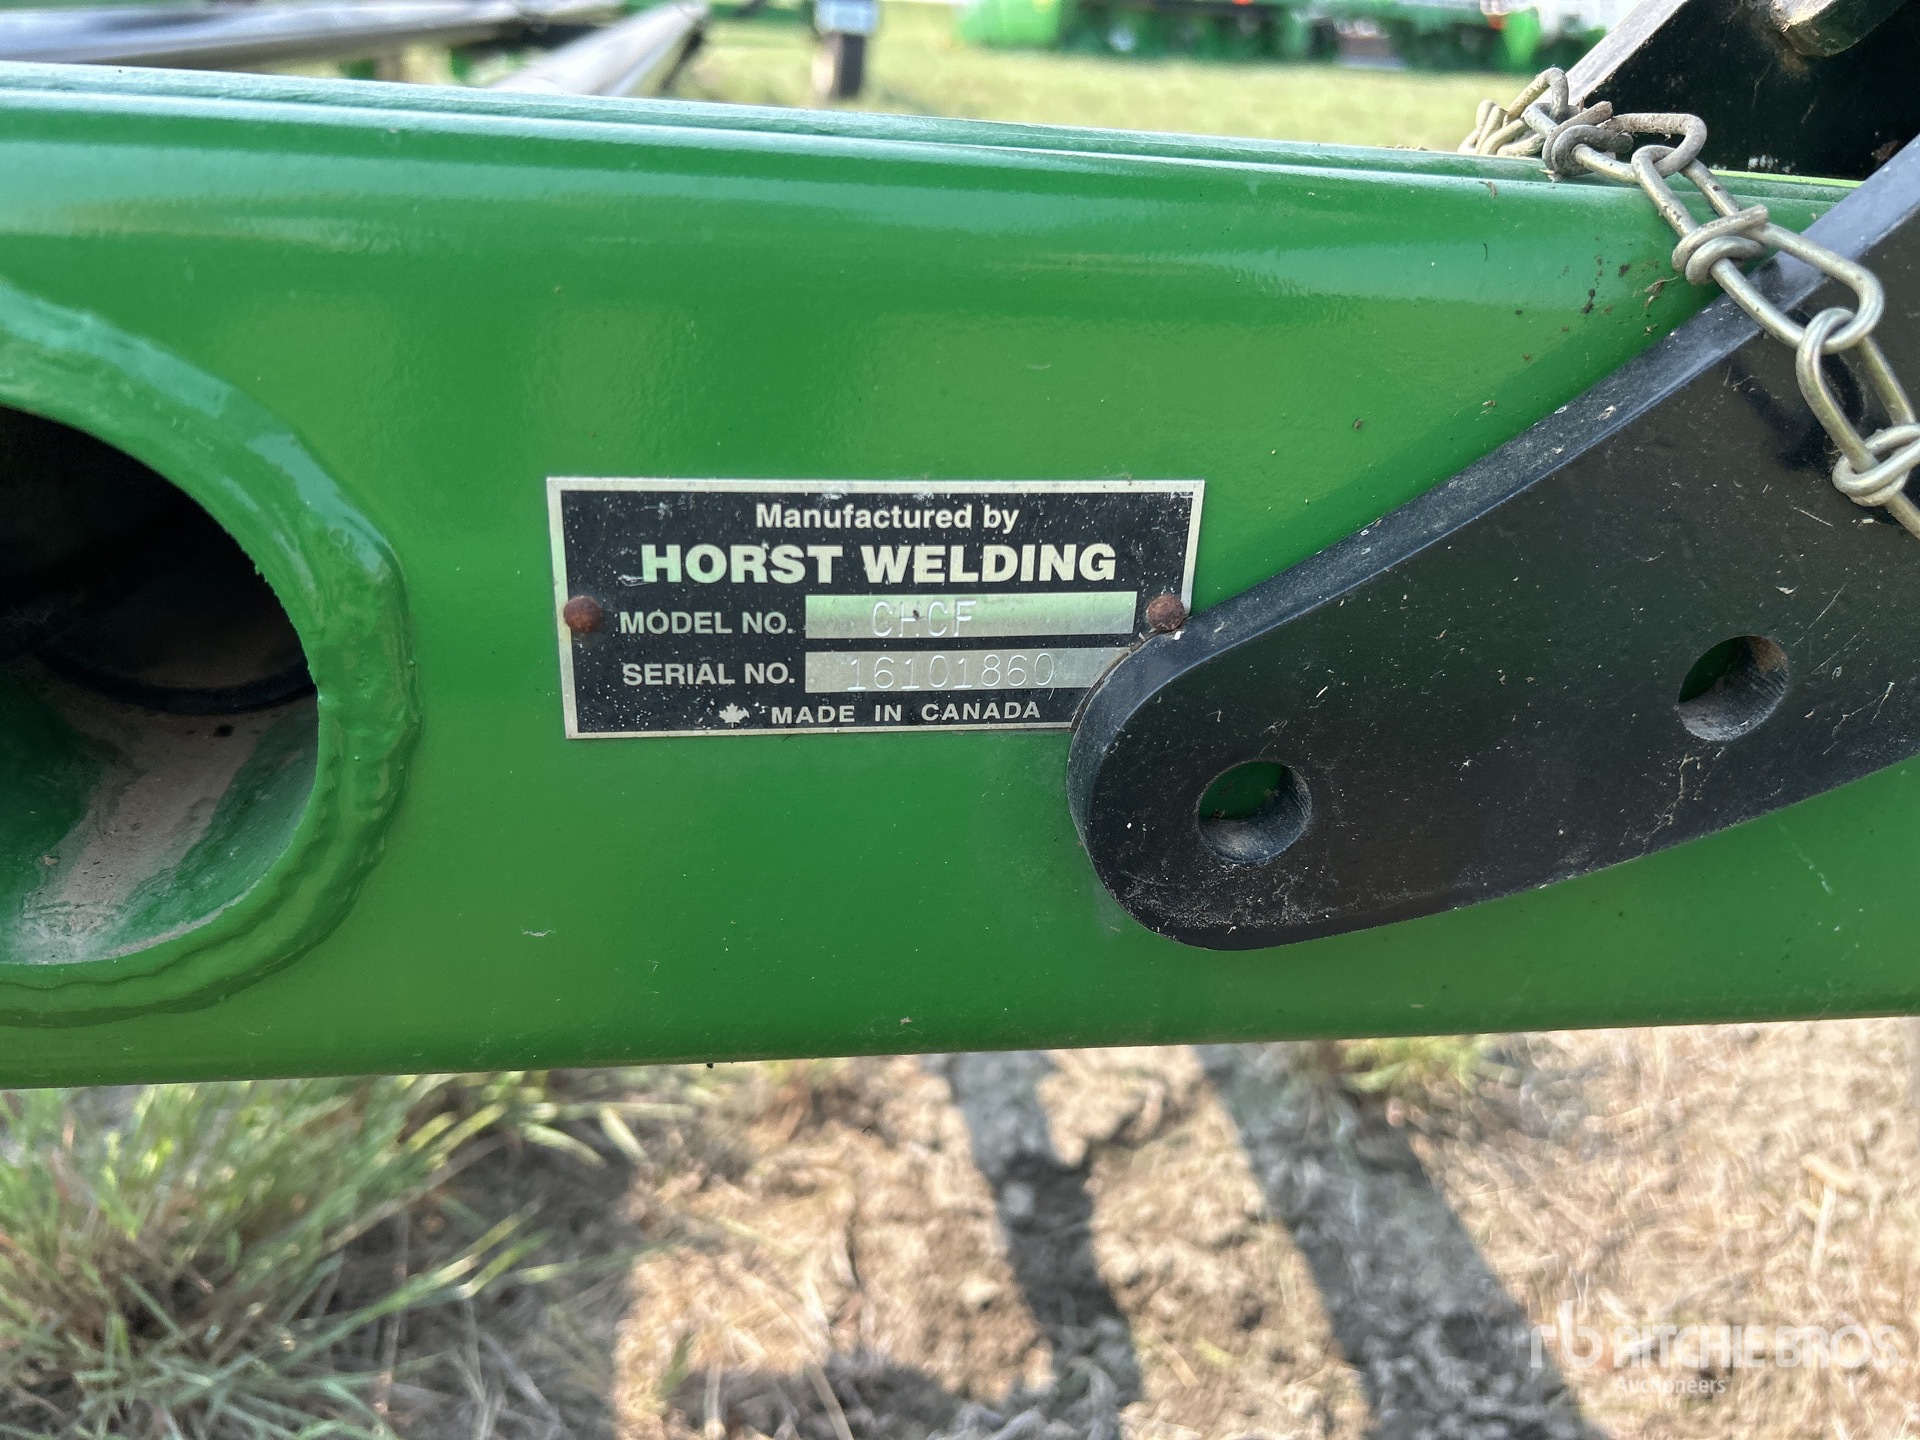 Manufactured by
HORST WELDING
MODEL NO. CHCF
SERIAL NO. 16101860
MADE IN CANADA
rb RITCHIE BROS.
Auctioneers